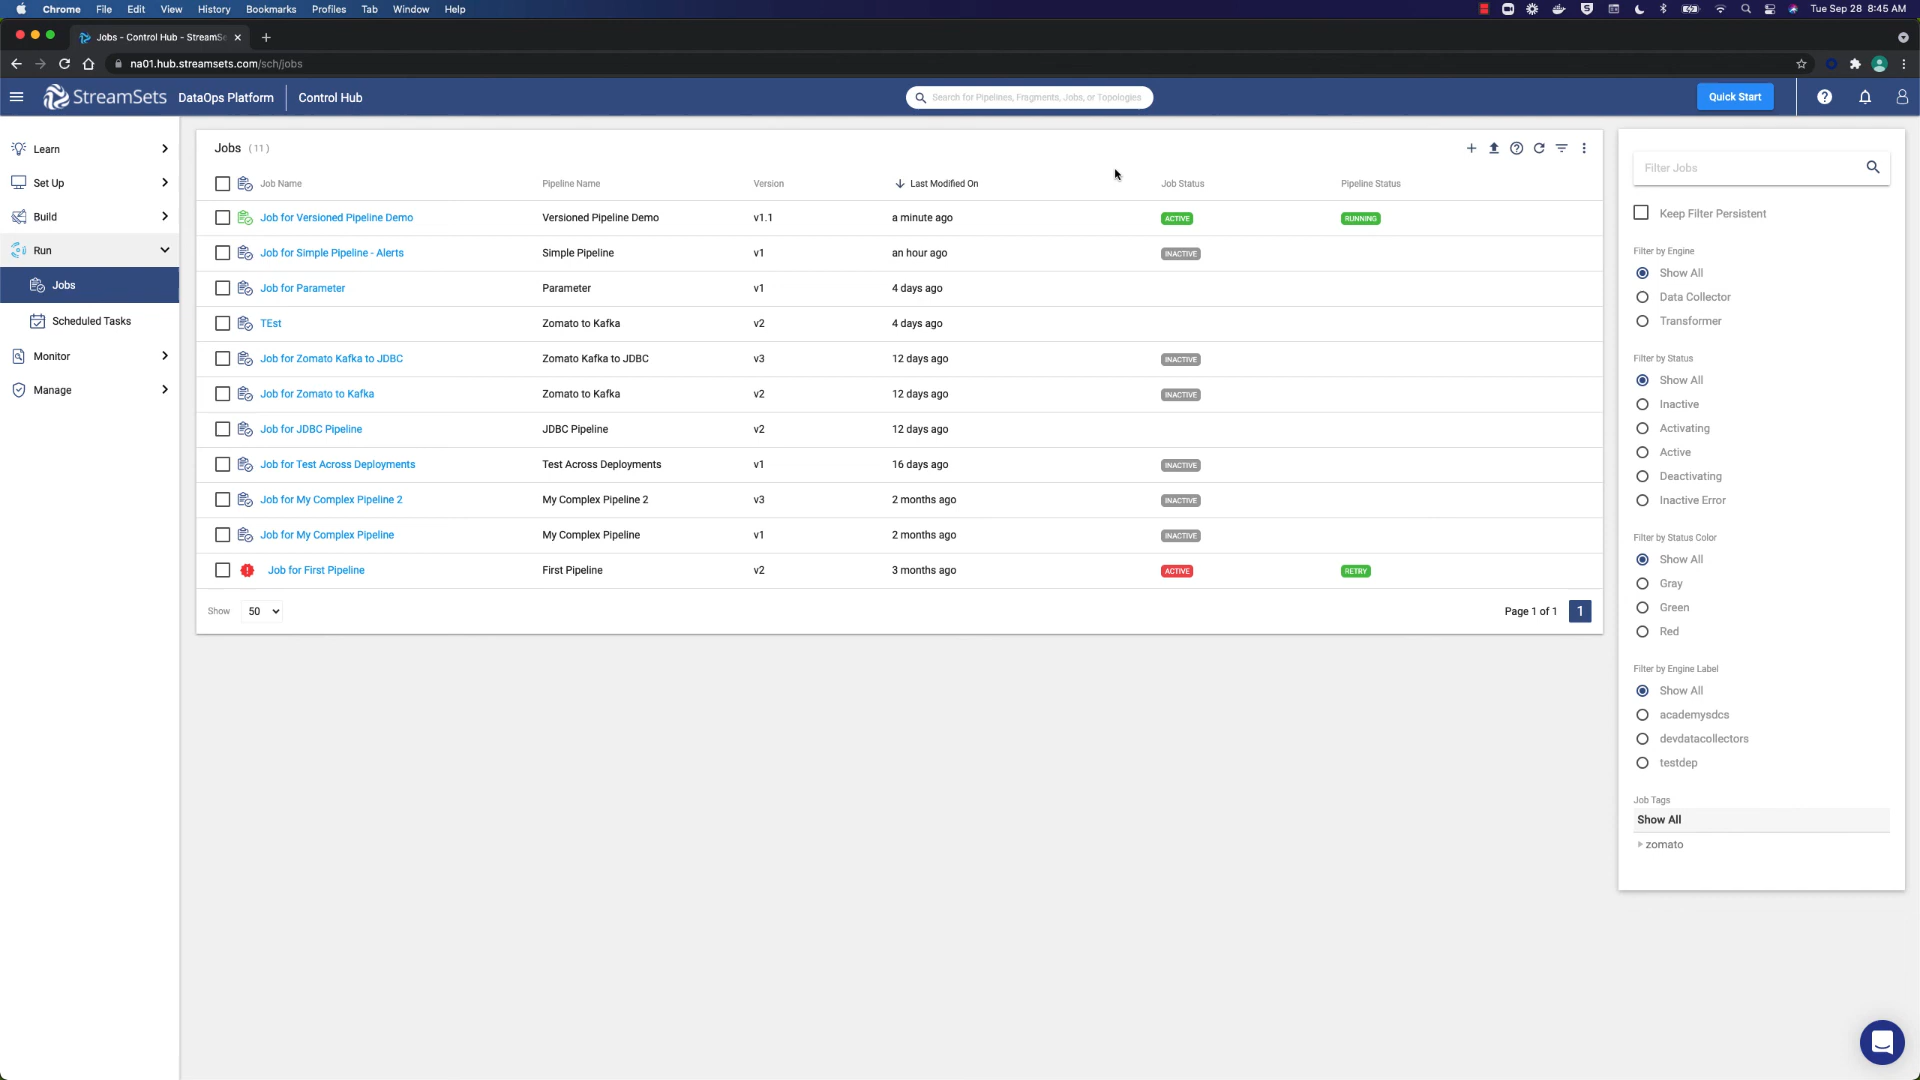 Chrome File Edit View History Bookmarks Profiles Tab Window Help Tue Sep 28 8:45 AM
Jobs - Control Hub - StreamSe
na01.hub.streamsets.com/sch/jobs
StreamSets DataOps Platform Control Hub Search for Pipelines, Fragments, Jobs, or Topologies Quick Start
Learn
Set Up
Build
Run
Jobs
Scheduled Tasks
Monitor
Manage
Jobs (11)
Job Name Pipeline Name Version Last Modified On Job Status Pipeline Status
Job for Versioned Pipeline Demo Versioned Pipeline Demo v1.1 a minute ago ACTIVE RUNNING
Job for Simple Pipeline - Alerts Simple Pipeline v1 an hour ago INACTIVE
Job for Parameter Parameter v1 4 days ago
TEst Zomato to Kafka v2 4 days ago
Job for Zomato Kafka to JDBC Zomato Kafka to JDBC v3 12 days ago INACTIVE
Job for Zomato to Kafka Zomato to Kafka v2 12 days ago INACTIVE
Job for JDBC Pipeline JDBC Pipeline v2 12 days ago
Job for Test Across Deployments Test Across Deployments v1 16 days ago INACTIVE
Job for My Complex Pipeline 2 My Complex Pipeline 2 v3 2 months ago INACTIVE
Job for My Complex Pipeline My Complex Pipeline v1 2 months ago INACTIVE
Job for First Pipeline First Pipeline v2 3 months ago ACTIVE RETRY
Show 50 Page 1 of 1 1
Filter Jobs
Keep Filter Persistent
Filter by Engine
Show All
Data Collector
Transformer
Filter by Status
Show All
Inactive
Activating
Active
Deactivating
Inactive Error
Filter by Status Color
Show All
Gray
Green
Red
Filter by Engine Label
Show All
academysdcs
devdatacollectors
testdep
Job Tags
Show All
zomato